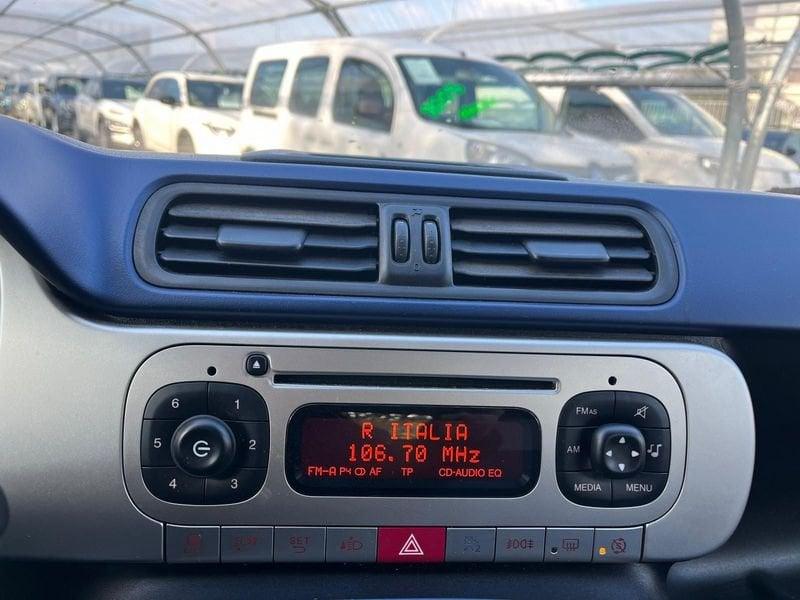 6 1
5 2
4 3
R ITALIA
106.70 MHz
FM-A P4 CD AF TP CD-AUDIO EQ
FMAS
AM
MEDIA MENU
SET